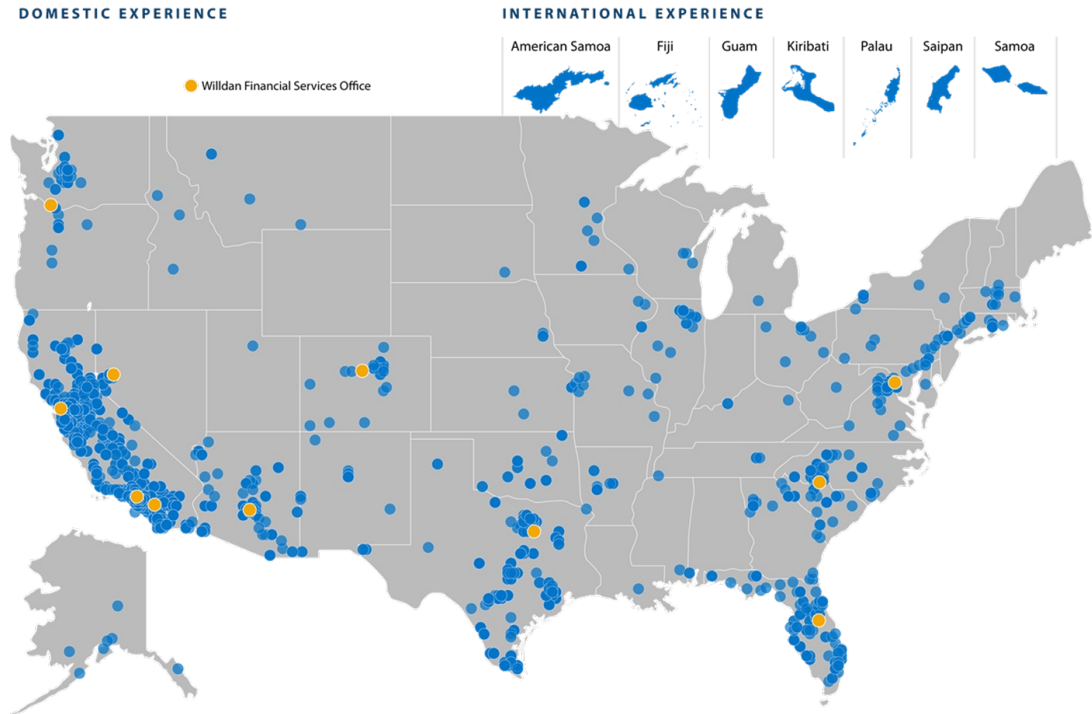 DOMESTIC EXPERIENCE
INTERNATIONAL EXPERIENCE
American Samoa
Fiji
Guam
Kiribati
Palau
Saipan
Samoa
Willdan Financial Services Office